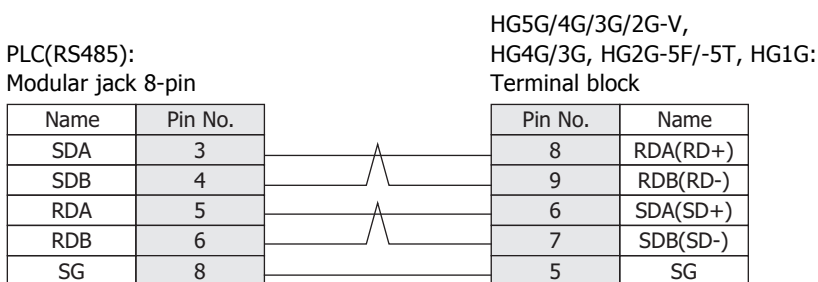 PLC(RS485):
Modular jack 8-pin
HG5G/4G/3G/2G-V,
HG4G/3G, HG2G-5F/-5T, HG1G:
Terminal block
Name Pin No. Pin No. Name
SDA 3 8 RDA(RD+)
SDB 4 9 RDB(RD-)
RDA 5 6 SDA(SD+)
RDB 6 7 SDB(SD-)
SG 8 5 SG